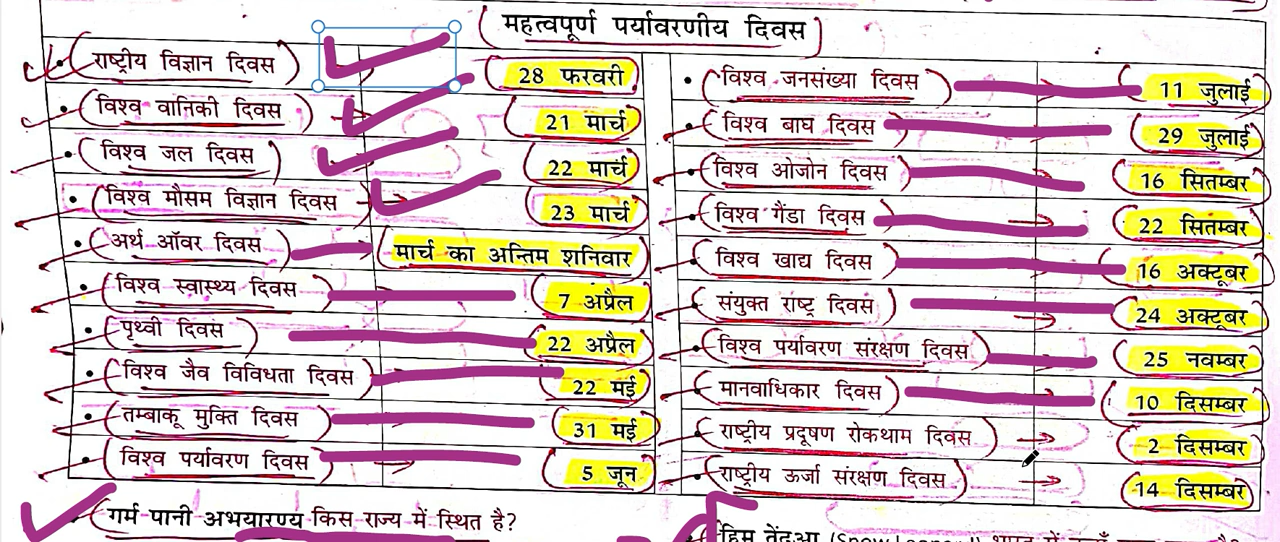 महत्वपूर्ण पर्यावरणीय दिवस
• राष्ट्रीय विज्ञान दिवस 28 फरवरी
• विश्व वानिकी दिवस 21 मार्च
• विश्व जल दिवस 22 मार्च
• विश्व मौसम विज्ञान दिवस 23 मार्च
• अर्थ ऑवर दिवस मार्च का अन्तिम शनिवार
• विश्व स्वास्थ्य दिवस 7 अप्रैल
• पृथ्वी दिवस 22 अप्रैल
• विश्व जैव विविधता दिवस 22 मई
• तम्बाकू मुक्ति दिवस 31 मई
• विश्व पर्यावरण दिवस 5 जून
• विश्व जनसंख्या दिवस 11 जुलाई
• विश्व बाघ दिवस 29 जुलाई
• विश्व ओजोन दिवस 16 सितम्बर
• विश्व गैंडा दिवस 22 सितम्बर
• विश्व खाद्य दिवस 16 अक्टूबर
• संयुक्त राष्ट्र दिवस 24 अक्टूबर
• विश्व पर्यावरण संरक्षण दिवस 25 नवम्बर
• मानवाधिकार दिवस 10 दिसम्बर
• राष्ट्रीय प्रदूषण रोकथाम दिवस 2 दिसम्बर
• राष्ट्रीय ऊर्जा संरक्षण दिवस 14 दिसम्बर
गर्म पानी अभयारण्य किस राज्य में स्थित है?
हिम तेंदुआ